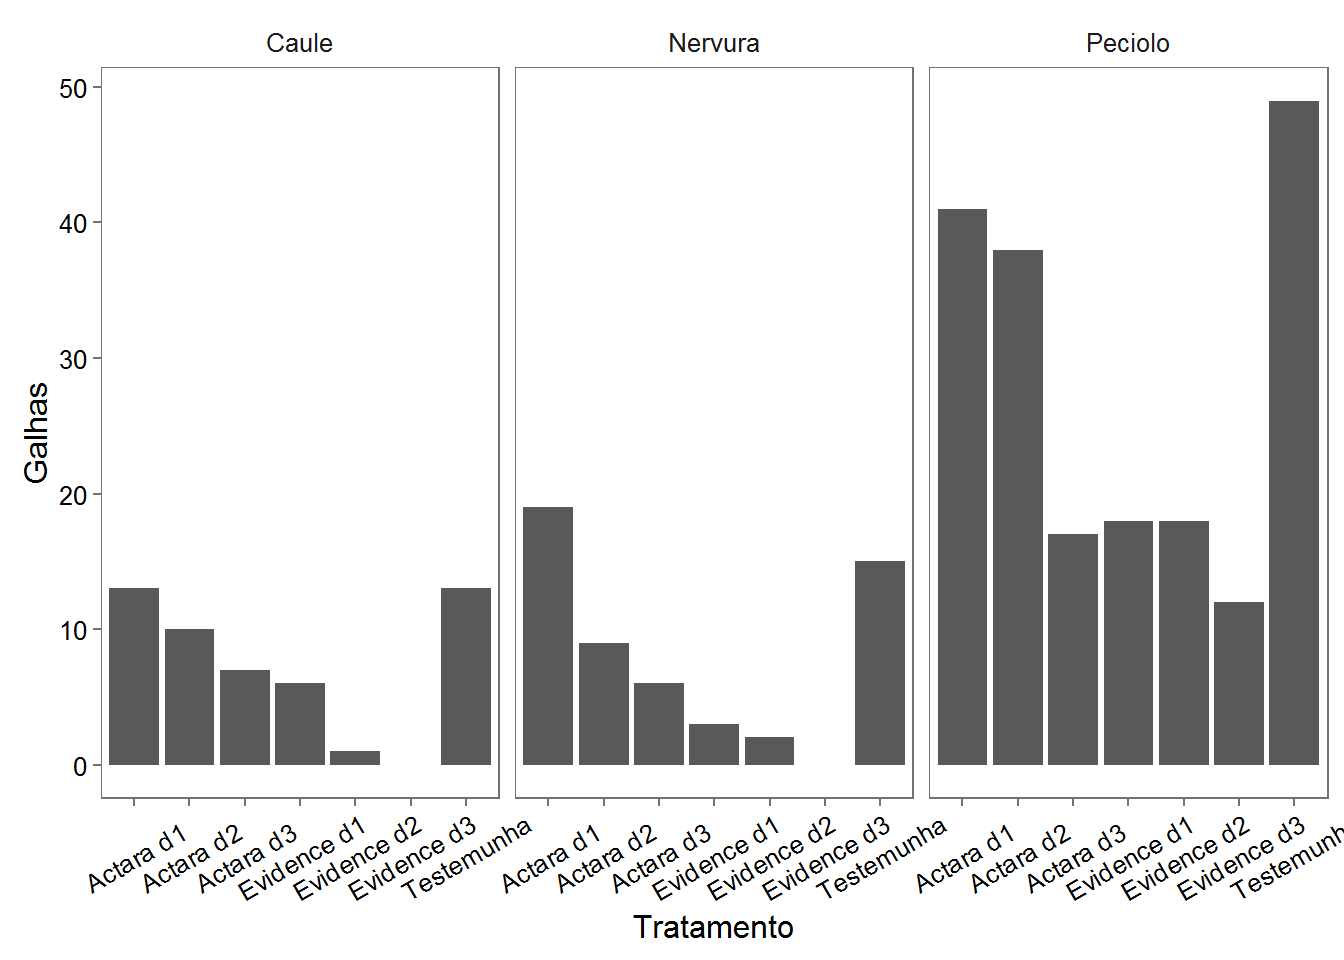 Caule Nervura Peciolo
50
40
30
20
10
0
Galhas
Actara d1 Actara d2 Actara d3 Evidence d1 Evidence d2 Evidence d3 Testemunha
Actara d1 Actara d2 Actara d3 Evidence d1 Evidence d2 Evidence d3 Testemunha
Actara d1 Actara d2 Actara d3 Evidence d1 Evidence d2 Evidence d3 Testemunha
Tratamento